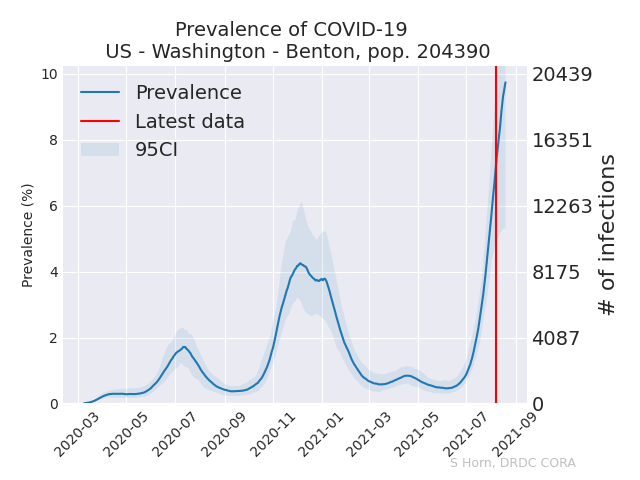 Prevalence of COVID-19
US - Washington - Benton, pop. 204390
Prevalence
Latest data
95CI
Prevalence (%)
10
8
6
4
2
0
20439
16351
12263
8175
4087
0
# of infections
2020-03
2020-05
2020-07
2020-09
2020-11
2021-01
2021-03
2021-05
2021-07
2021-09
S Horn, DRDC CORA